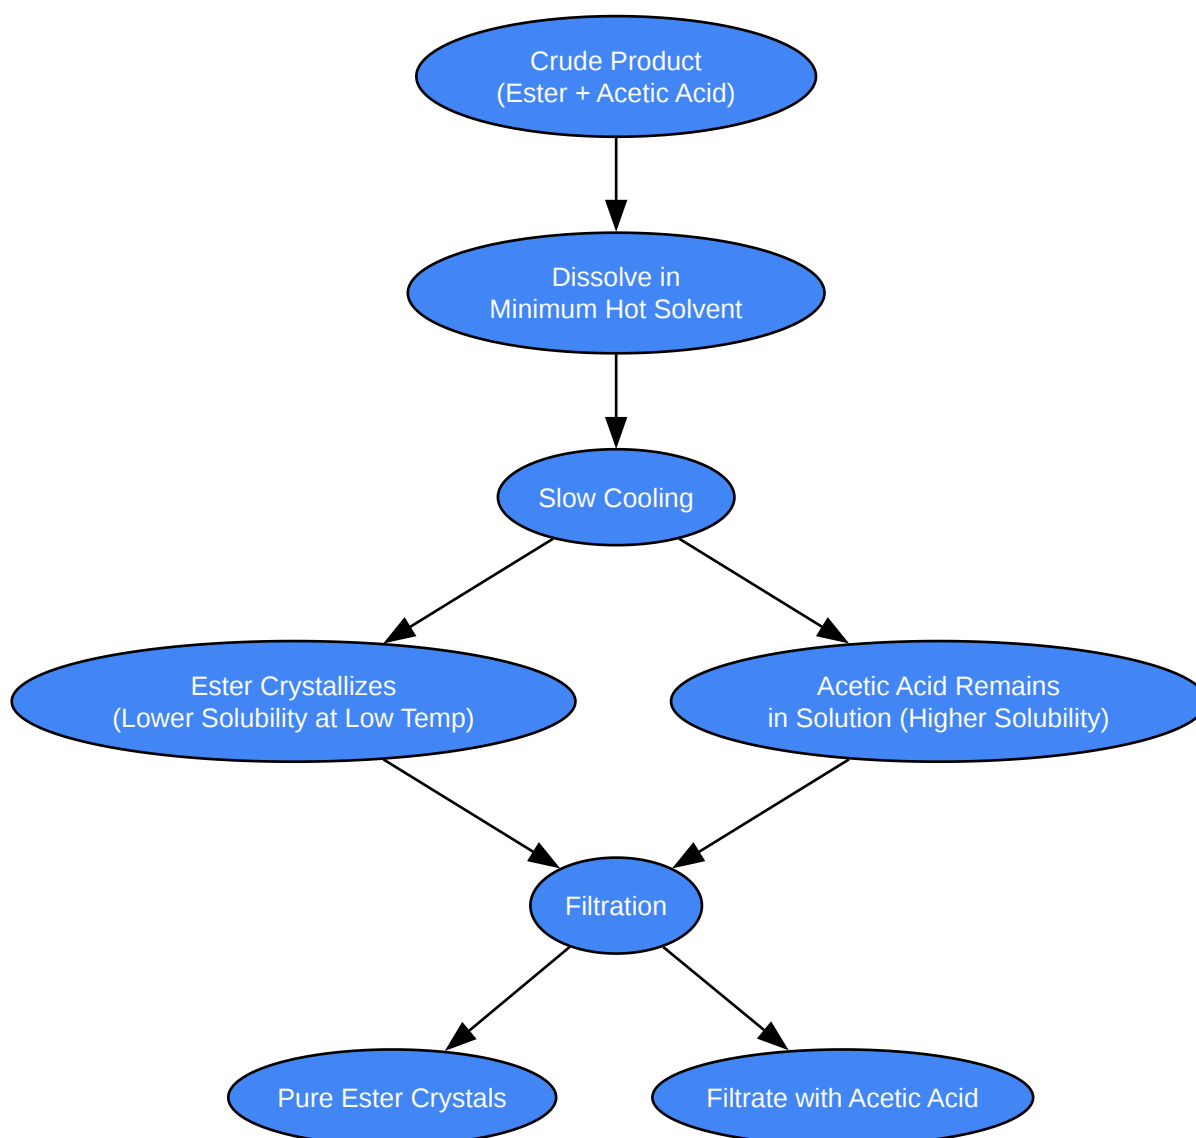 Crude Product
(Ester + Acetic Acid)
Dissolve in
Minimum Hot Solvent
Slow Cooling
Ester Crystallizes
(Lower Solubility at Low Temp)
Acetic Acid Remains
in Solution (Higher Solubility)
Filtration
Pure Ester Crystals
Filtrate with Acetic Acid